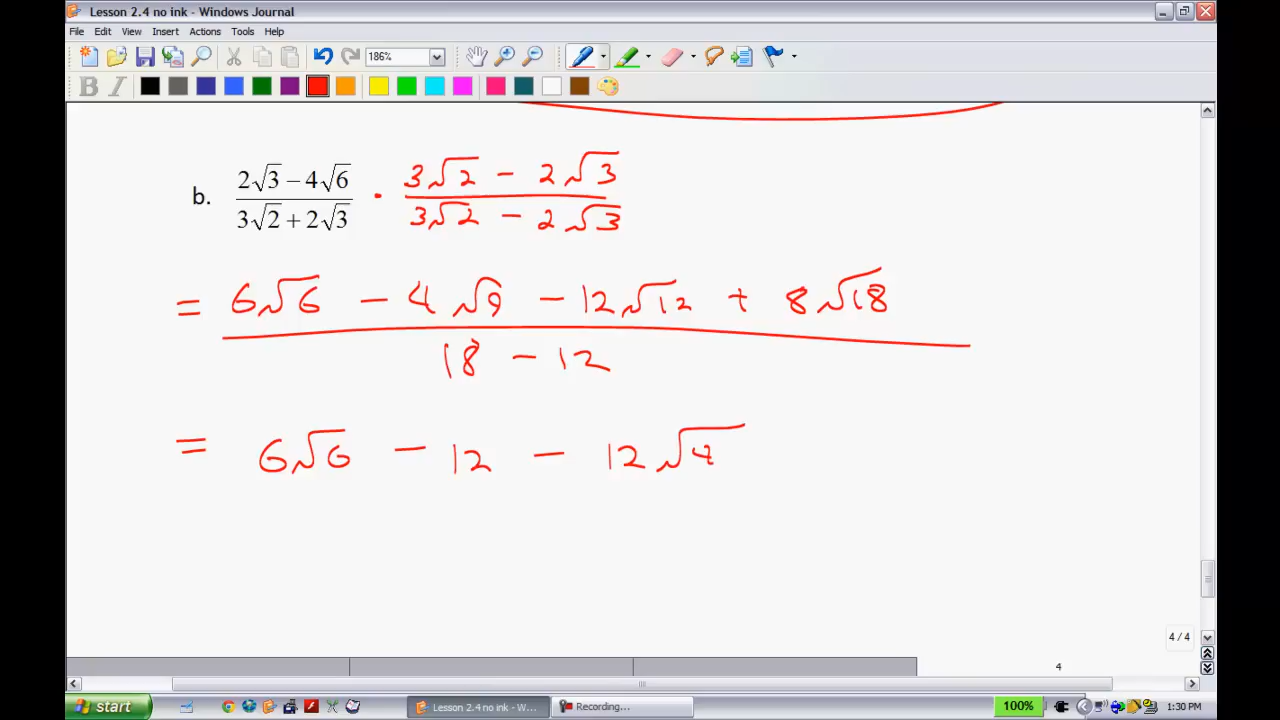 Lesson 2.4 no ink - Windows Journal
File Edit View Insert Actions Tools Help
186%
B I
b. 2√3 − 4√6 / 3√2 + 2√3 · 3√2 − 2√3 / 3√2 − 2√3
= 6√6 − 4√9 − 12√12 + 8√18
18 − 12
= 6√6 − 12 − 12√4
4 / 4
4
start Lesson 2.4 no ink - W... Recording... 100% 1:30 PM